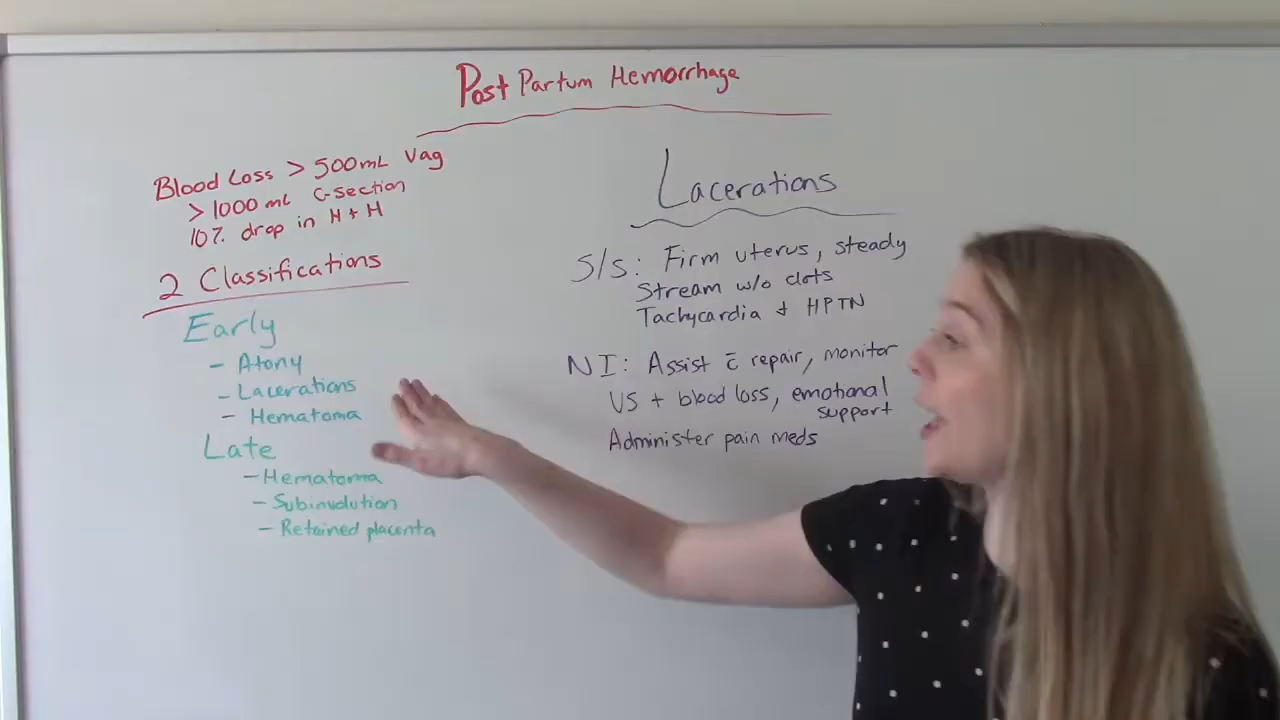 Post Partum Hemorrhage
Blood Loss > 500mL Vag
> 1000 mL C-section
10% drop in H + H
2 Classifications
Early
- Atony
- Lacerations
- Hematoma
Late
- Hematoma
- Subinvolution
- Retained placenta
Lacerations
S/s: Firm uterus, steady
Stream w/o clots
Tachycardia + HPTN
NI: Assist c̄ repair, monitor
VS + blood loss, emotional
support
Administer pain meds